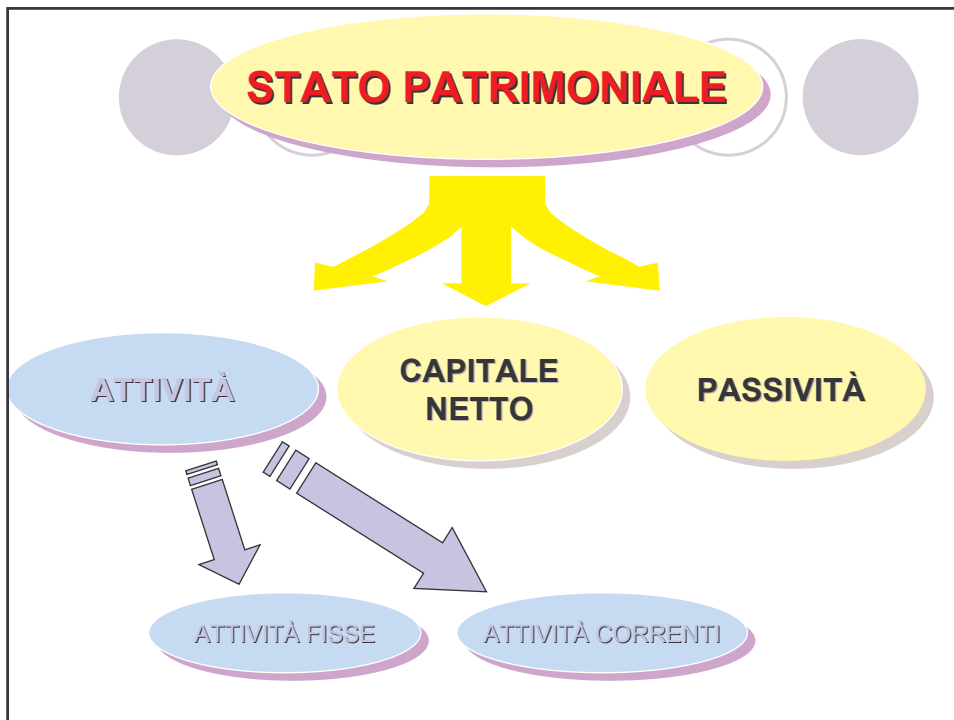 STATO PATRIMONIALE
ATTIVITÀ
CAPITALE
NETTO
PASSIVITÀ
ATTIVITÀ FISSE
ATTIVITÀ CORRENTI